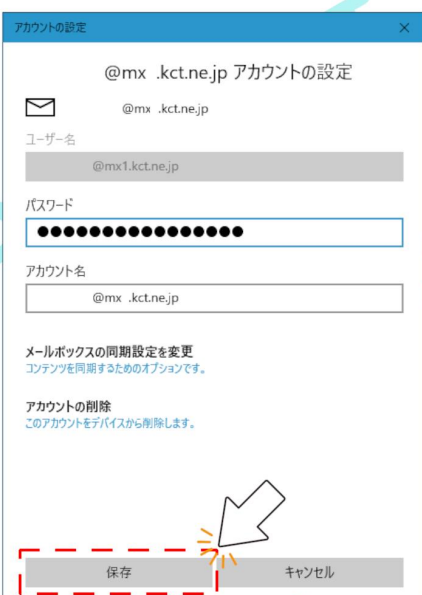 アカウントの設定
@mx .kct.ne.jp アカウントの設定
@mx .kct.ne.jp
ユーザー名
@mx1.kct.ne.jp
パスワード
●●●●●●●●●●●●●●●●
アカウント名
@mx .kct.ne.jp
メールボックスの同期設定を変更
コンテンツを同期するためのオプションです。
アカウントの削除
このアカウントをデバイスから削除します。
保存
キャンセル